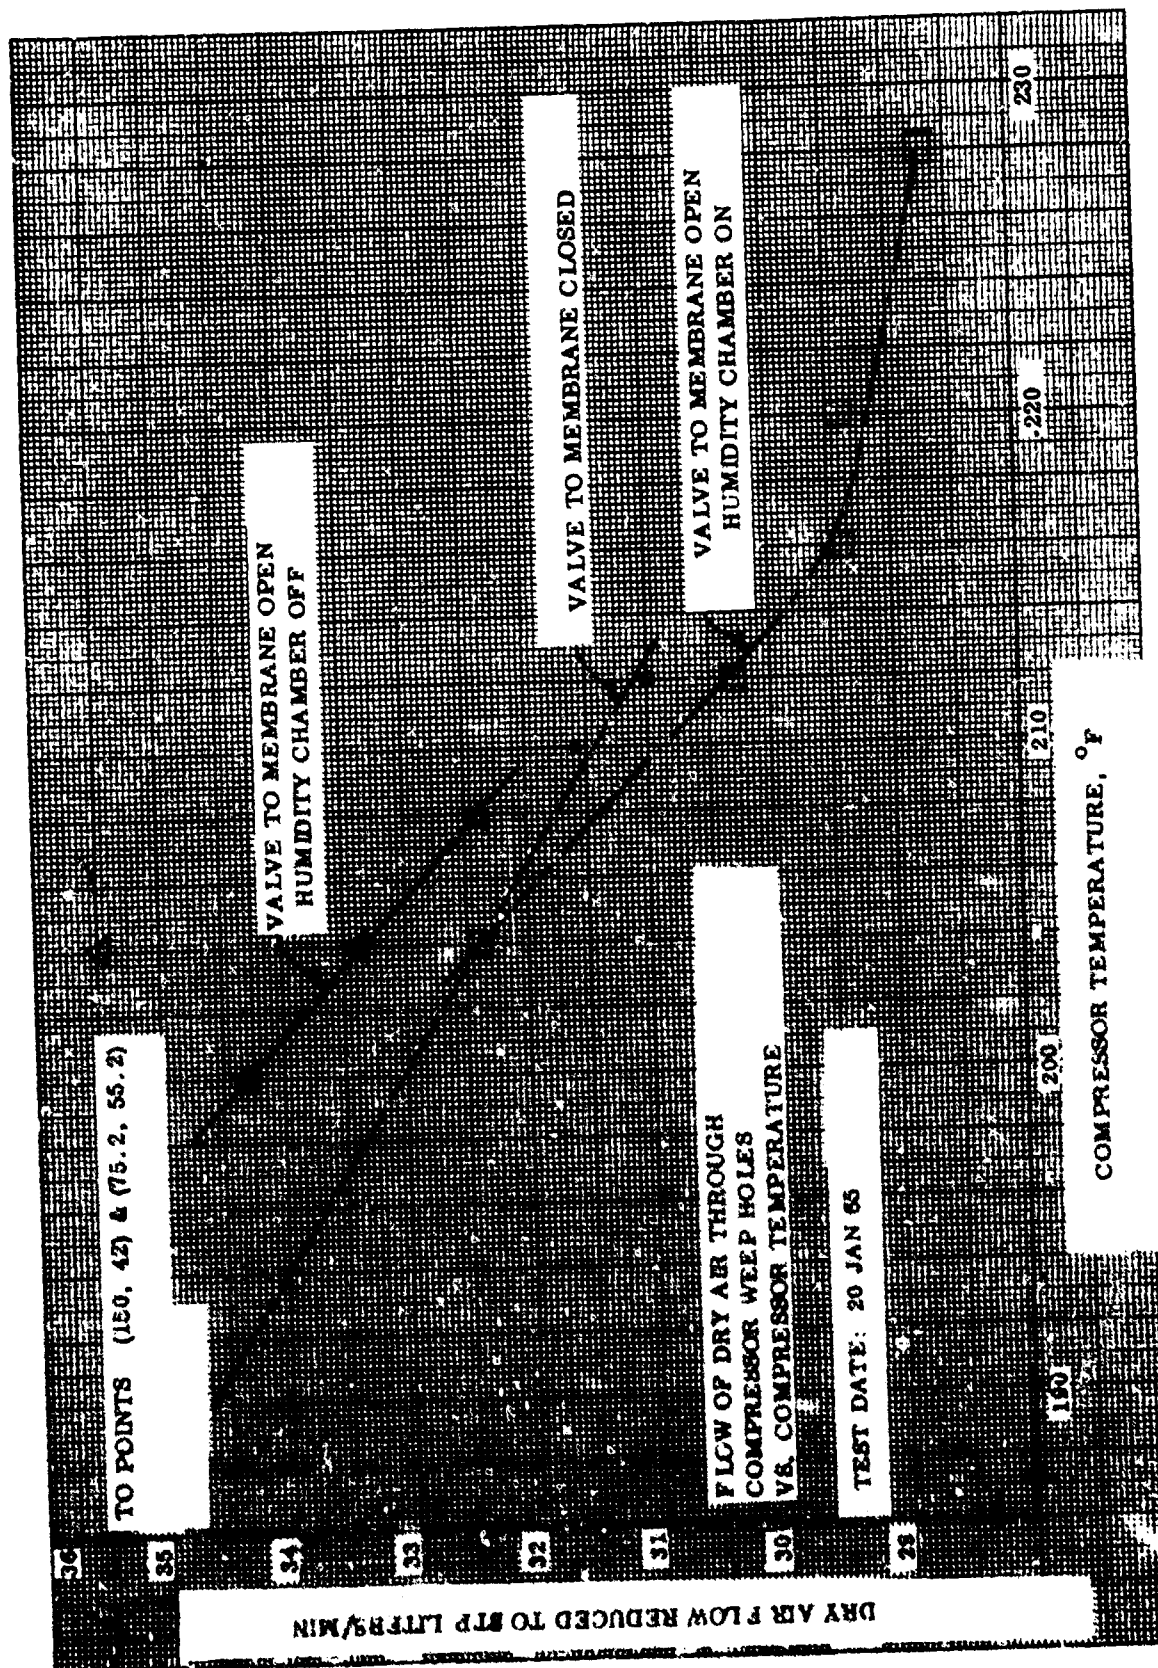 TO POINTS (150, 42) & (75.2, 55.2)
VALVE TO MEMBRANE OPEN
HUMIDITY CHAMBER OFF
VALVE TO MEMBRANE CLOSED
VALVE TO MEMBRANE OPEN
HUMIDITY CHAMBER ON
FLOW OF DRY AIR THROUGH
COMPRESSOR WEEP HOLES
VS. COMPRESSOR TEMPERATURE
TEST DATE: 20 JAN 65
DRY AIR FLOW REDUCED TO STP LITERS/MIN
36
35
34
33
32
31
30
29
190
200
210
220
230
COMPRESSOR TEMPERATURE, °F